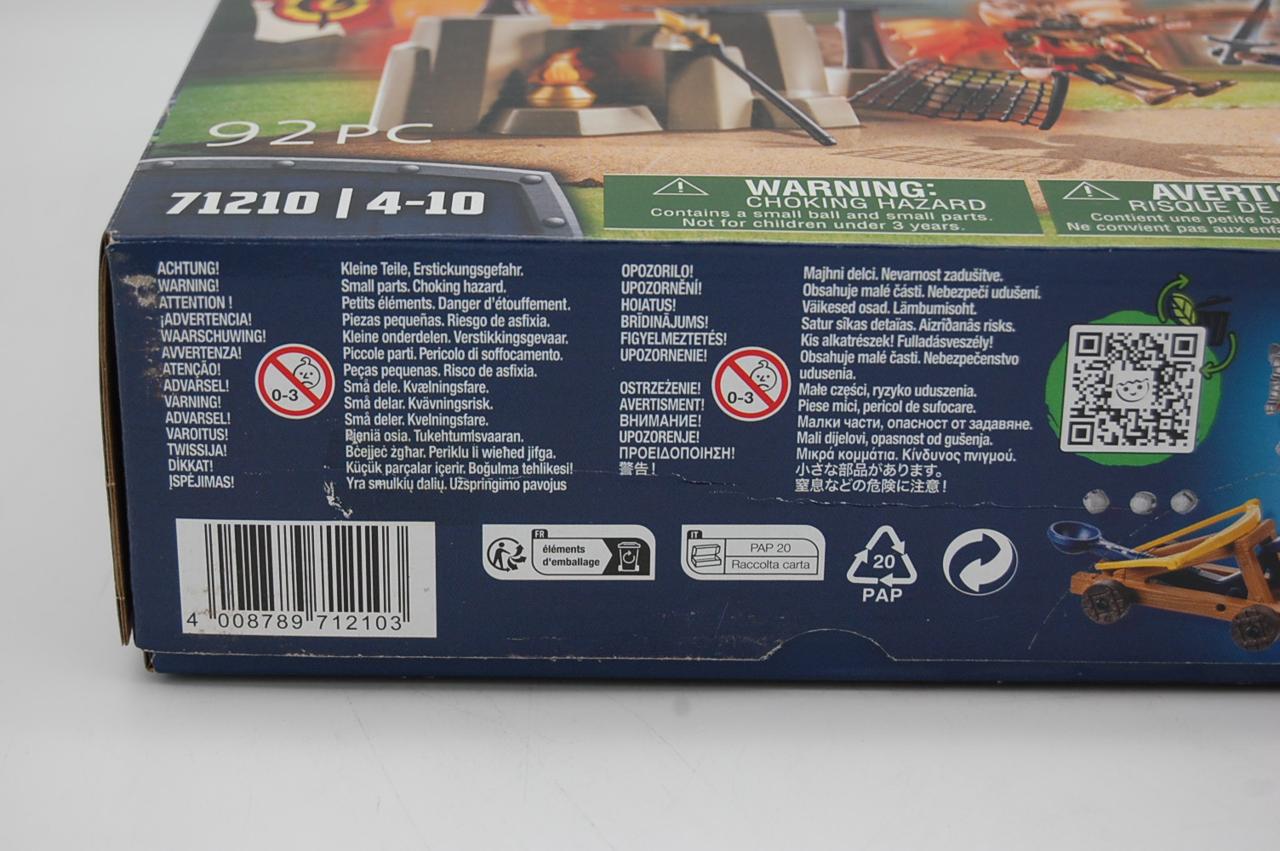 92PC
71210 | 4-10
WARNING:
CHOKING HAZARD
Contains a small ball and small parts.
Not for children under 3 years.
RISQUE DE
Contient une petite
Ne convient pas aux
ACHTUNG! Kleine Teile, Erstickungsgefahr.
WARNING! Small parts. Choking hazard.
ATTENTION ! Petits éléments. Danger d'étouffement.
¡ADVERTENCIA! Piezas pequeñas. Riesgo de asfixia.
WAARSCHUWING! Kleine onderdelen. Verstikkingsgevaar.
AVVERTENZA! Piccole parti. Pericolo di soffocamento.
ATENÇÃO! Peças pequenas. Risco de asfixia.
ADVARSEL! Små dele. Kvælningsfare.
VARNING! Små delar. Kvävningsrisk.
ADVARSEL! Små deler. Kvelningsfare.
VAROITUS! Pieniä osia. Tukehtumisvaaran.
TWISSIJA! Bċejjeċ żgħar. Periklu li wieħed jifga.
DİKKAT! Küçük parçalar içerir. Boğulma tehlikesi!
ĮSPĖJIMAS! Yra smulkių dalių. Užspringimo pavojus
0-3
OPOZORILO! Majhni delci. Nevarnost zadušitve.
UPOZORNĚNÍ! Obsahuje malé části. Nebezpečí udušení.
HOIATUS! Väikesed osad. Lämbumisoht.
BRĪDINĀJUMS! Satur sīkas detaļas. Aizrīšanās risks.
FIGYELMEZTETÉS! Kis alkatrészek! Fulladásveszély!
UPOZORNENIE! Obsahuje malé časti. Nebezpečenstvo
udusenia.
OSTRZEŻENIE! Małe części, ryzyko uduszenia.
AVERTISMENT! Piese mici, pericol de sufocare.
ВНИМАНИЕ! Малки части, опасност от задавяне.
UPOZORENJE! Mali dijelovi, opasnost od gušenja.
ΠΡΟΕΙΔΟΠΟΙΗΣΗ! Μικρά κομμάτια. Κίνδυνος πνιγμού.
警告! 小さな部品があります。
窒息などの危険に注意!
0-3
4 008789 712103
FR
éléments
d'emballage
IT
PAP 20
Raccolta carta
20
PAP